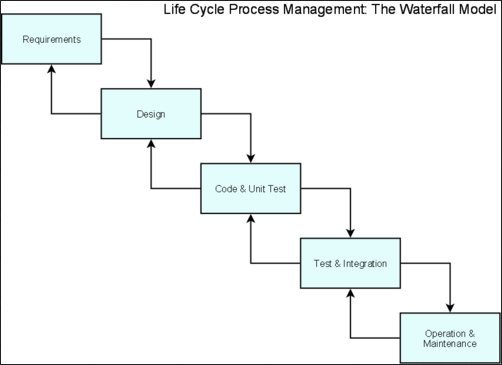 Life Cycle Process Management: The Waterfall Model
Requirements
Design
Code & Unit Test
Test & Integration
Operation &
Maintenance